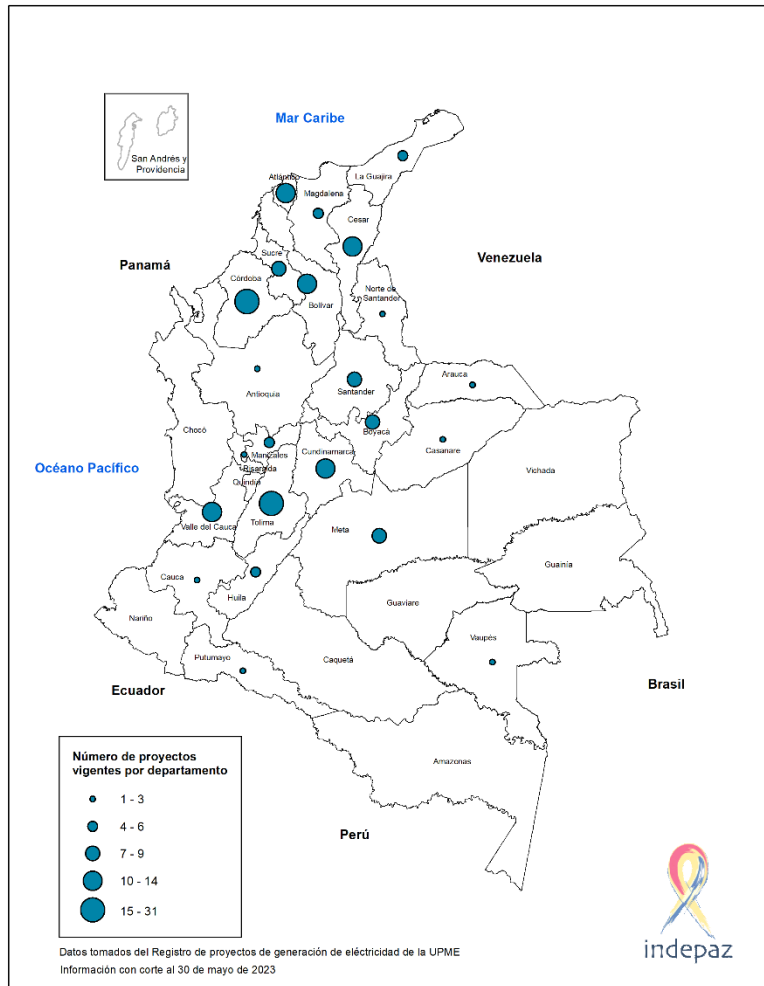 Mar Caribe
San Andrés y
Providencia
La Guajira
Atlántico
Magdalena
Cesar
Panamá
Venezuela
Sucre
Córdoba
Norte de
Santander
Bolívar
Antioquia
Santander
Arauca
Chocó
Boyacá
Casanare
Manizales
Cundinamarca
Océano Pacífico
Risaralda
Vichada
Quindío
Valle del Cauca
Tolima
Meta
Guainía
Cauca
Huila
Guaviare
Nariño
Vaupés
Putumayo
Caquetá
Ecuador
Brasil
Amazonas
Perú
Número de proyectos
vigentes por departamento
1 - 3
4 - 6
7 - 9
10 - 14
15 - 31
indepaz
Datos tomados del Registro de proyectos de generación de eléctricidad de la UPME
Información con corte al 30 de mayo de 2023